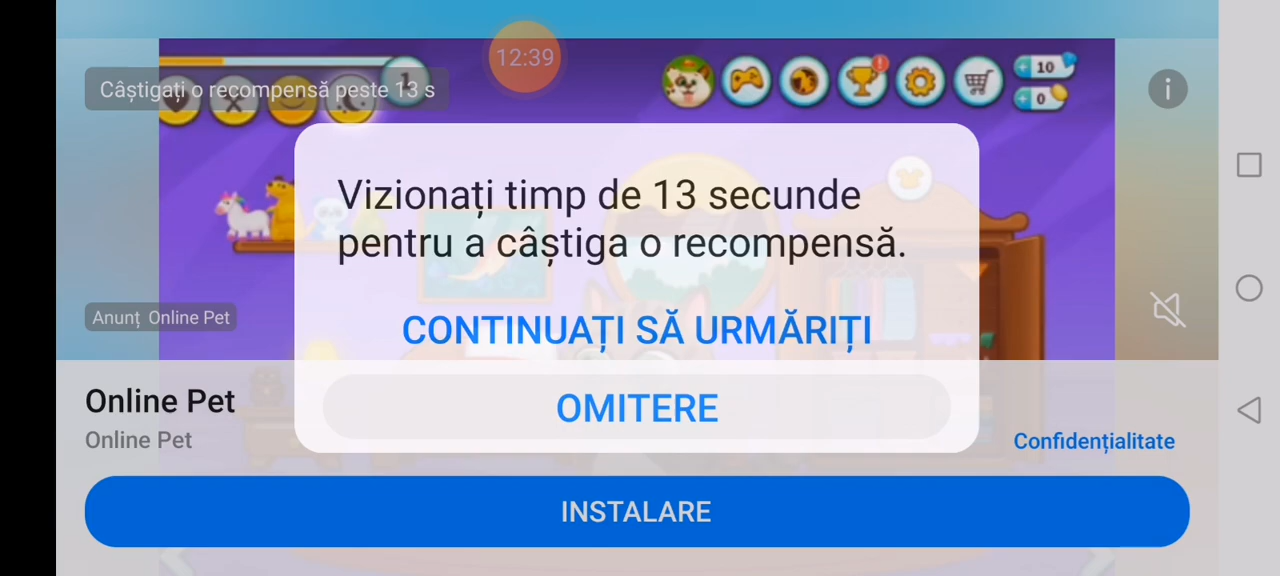 12:39
Câștigați o recompensă peste 13 s
10
0
Vizionați timp de 13 secunde
pentru a câștiga o recompensă.
CONTINUAȚI SĂ URMĂRIȚI
OMITERE
Anunț Online Pet
Online Pet
Online Pet
Confidențialitate
INSTALARE